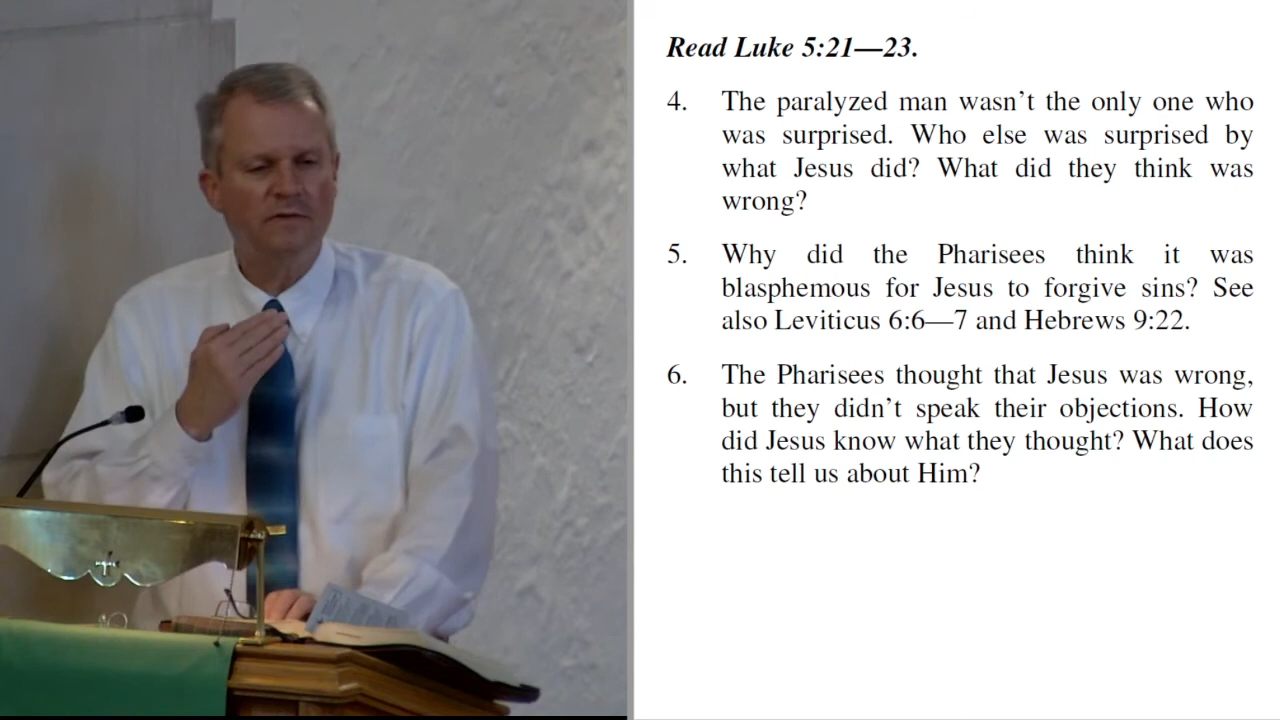 Read Luke 5:21—23.
4. The paralyzed man wasn’t the only one who
was surprised. Who else was surprised by
what Jesus did? What did they think was
wrong?
5. Why did the Pharisees think it was
blasphemous for Jesus to forgive sins? See
also Leviticus 6:6—7 and Hebrews 9:22.
6. The Pharisees thought that Jesus was wrong,
but they didn’t speak their objections. How
did Jesus know what they thought? What does
this tell us about Him?